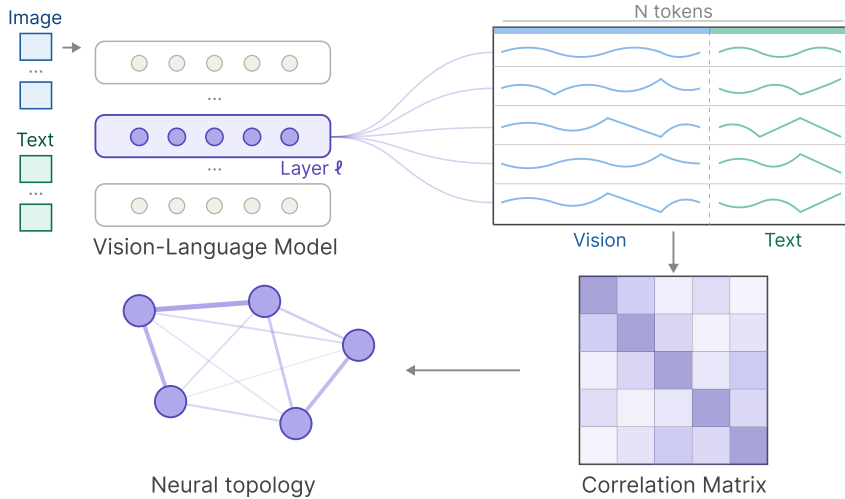 Image
...
Text
...
...
Layer ℓ
...
Vision-Language Model
N tokens
Vision
Text
Correlation Matrix
Neural topology